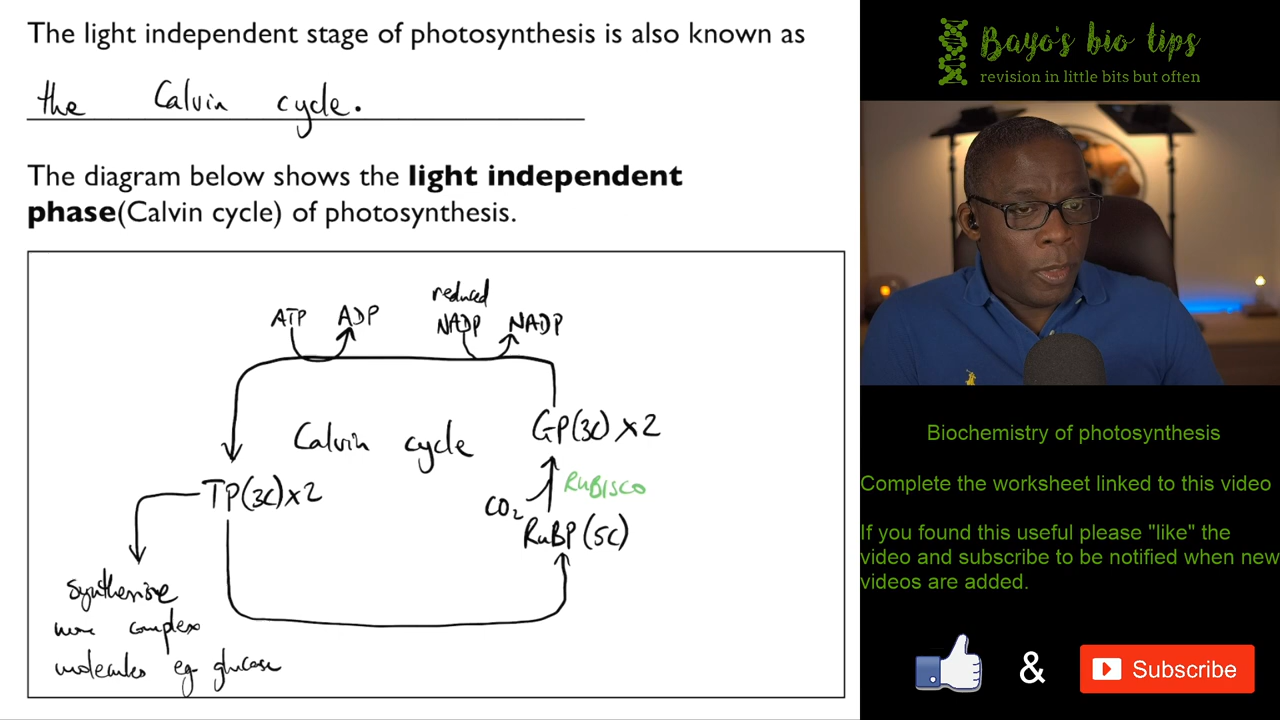 The light independent stage of photosynthesis is also known as
the Calvin cycle.
The diagram below shows the light independent
phase(Calvin cycle) of photosynthesis.
reduced
ATP ADP NADP NADP
Calvin cycle
GP(3C)x2
RuBISCO
TP(3C)x2
CO₂
RuBP(5C)
synthesise
more complex
molecules eg glucose
Bayo's bio tips
revision in little bits but often
Biochemistry of photosynthesis
Complete the worksheet linked to this video
If you found this useful please "like" the
video and subscribe to be notified when new
videos are added.
& Subscribe